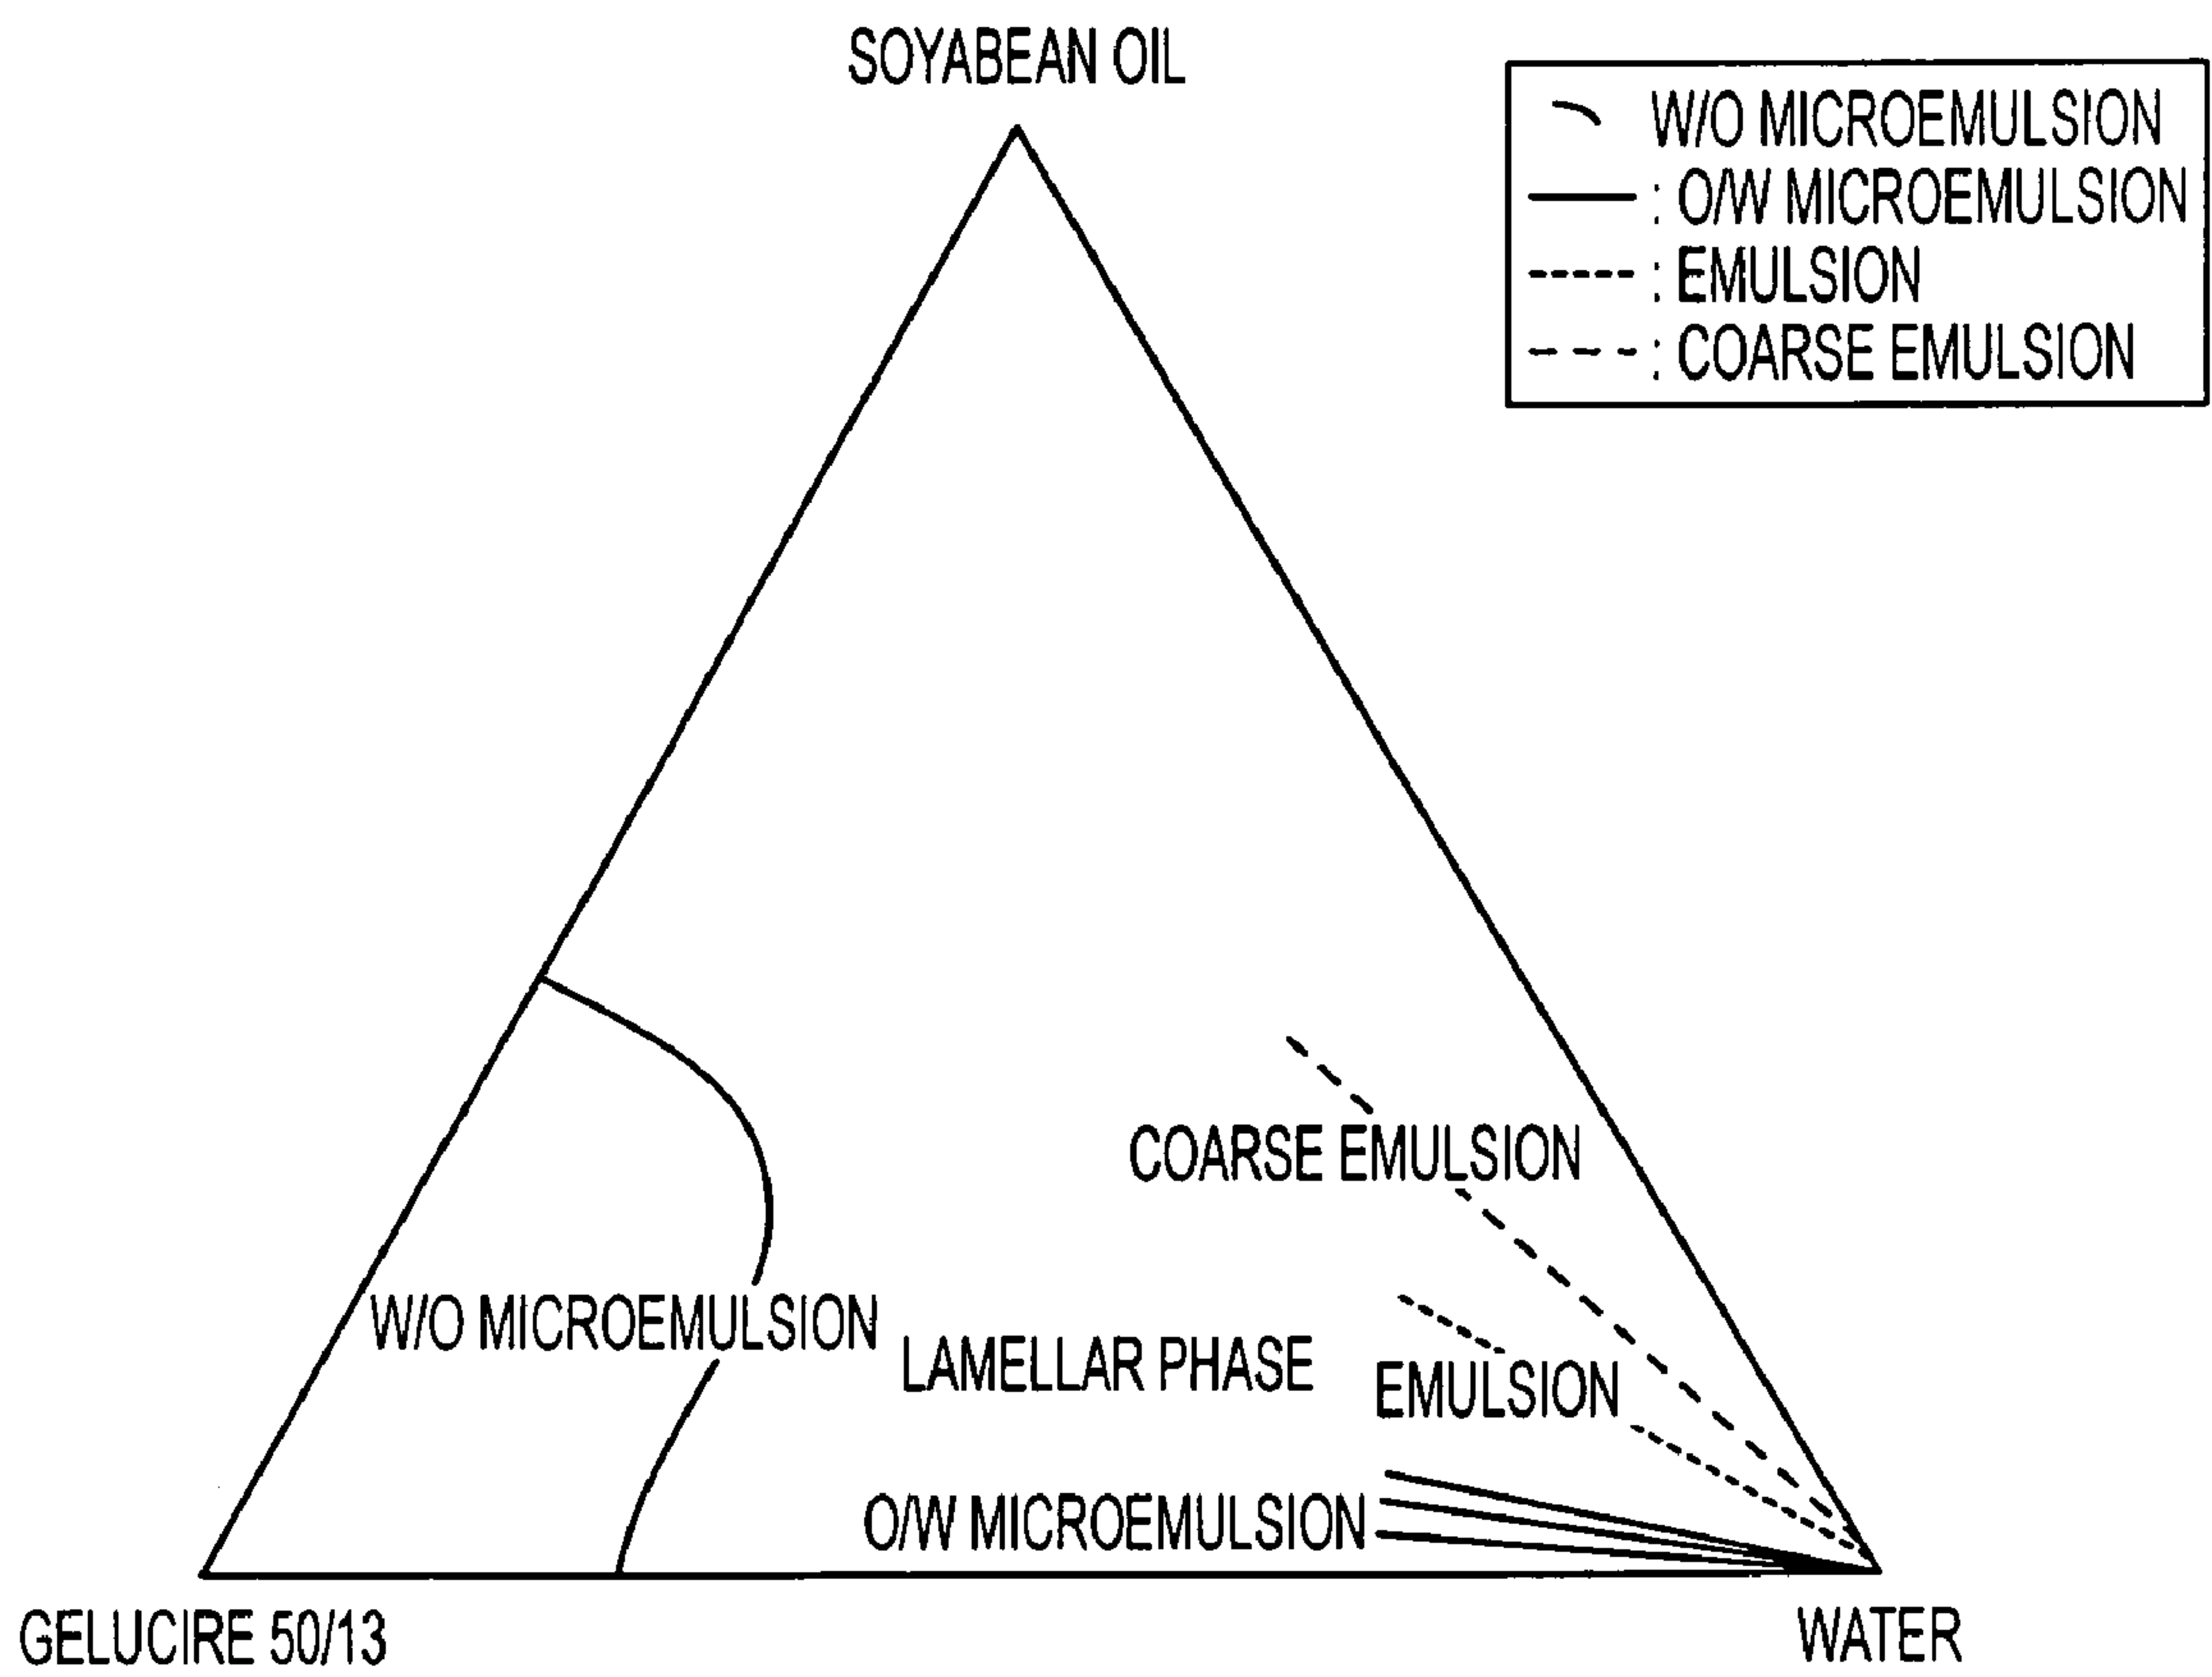 SOYABEAN OIL
W/O MICROEMULSION
: O/W MICROEMULSION
: EMULSION
: COARSE EMULSION
COARSE EMULSION
W/O MICROEMULSION
LAMELLAR PHASE
EMULSION
O/W MICROEMULSION
GELUCIRE 50/13
WATER